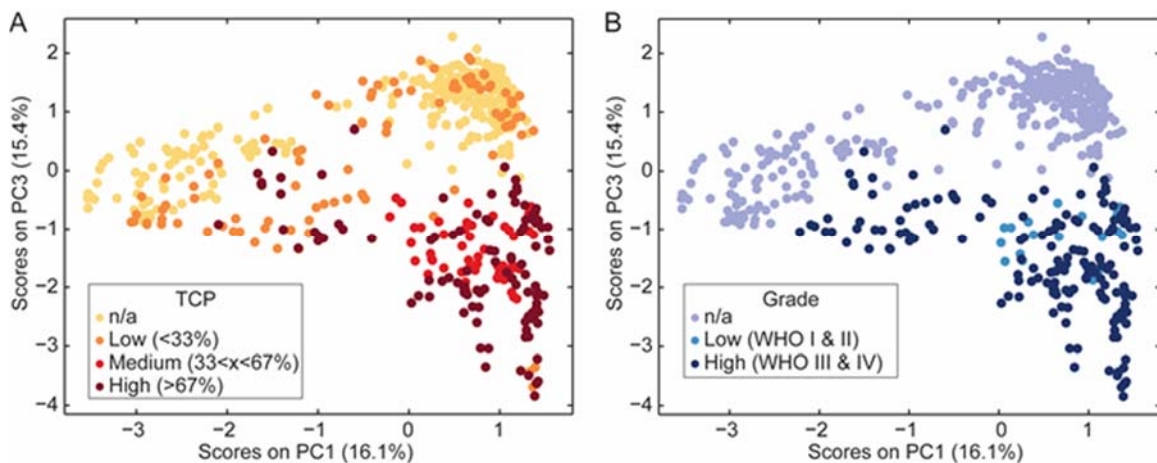 A
Scores on PC3 (15.4%)
2
1
0
−1
−2
−3
−4
TCP
n/a
Low (<33%)
Medium (33<x<67%)
High (>67%)
−3 −2 −1 0 1
Scores on PC1 (16.1%)
B
Scores on PC3 (15.4%)
2
1
0
−1
−2
−3
−4
Grade
n/a
Low (WHO I & II)
High (WHO III & IV)
−3 −2 −1 0 1
Scores on PC1 (16.1%)